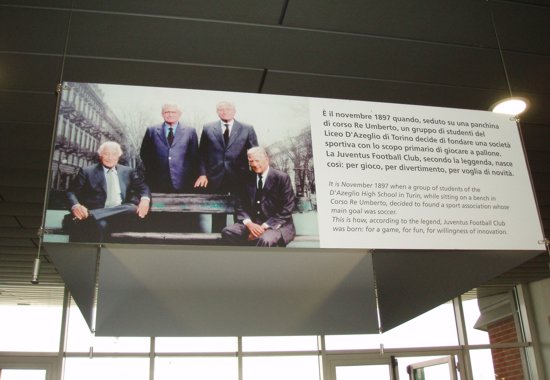 È il novembre 1897 quando, seduto su una panchina
di corso Re Umberto, un gruppo di studenti del
Liceo D'Azeglio di Torino decide di fondare una società
sportiva con lo scopo primario di giocare a pallone.
La Juventus Football Club, secondo la leggenda, nasce
così: per gioco, per divertimento, per voglia di novità.
It is November 1897 when a group of students of the
D'Azeglio High School in Turin, while sitting on a bench in
Corso Re Umberto, decided to found a sport association whose
main goal was soccer.
This is how, according to the legend, Juventus Football Club
was born: for a game, for fun, for willingness of innovation.